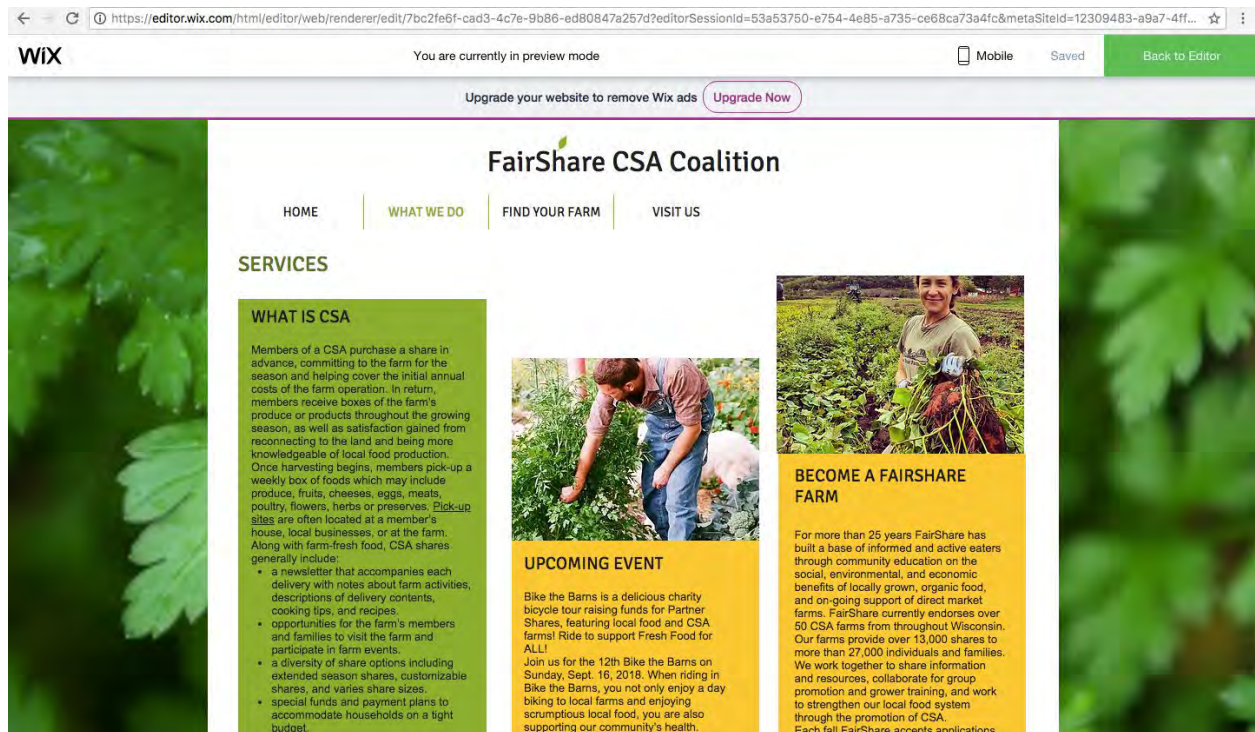 https://editor.wix.com/html/editor/web/renderer/edit/7bc2fe6f-cad3-4c7e-9b86-ed80847a257d?editorSessionId=53a53750-e754-4e85-a735-ce68ca73a4fc&metaSiteId=12309483-a9a7-4ff...
WiX
You are currently in preview mode
Mobile
Saved
Back to Editor
Upgrade your website to remove Wix ads
Upgrade Now
FairShare CSA Coalition
HOME
WHAT WE DO
FIND YOUR FARM
VISIT US
SERVICES
WHAT IS CSA
Members of a CSA purchase a share in
advance, committing to the farm for the
season and helping cover the initial annual
costs of the farm operation. In return,
members receive boxes of the farm's
produce or products throughout the growing
season, as well as satisfaction gained from
reconnecting to the land and being more
knowledgeable of local food production.
Once harvesting begins, members pick-up a
weekly box of foods which may include
produce, fruits, cheeses, eggs, meats,
poultry, flowers, herbs or preserves. Pick-up
sites are often located at a member's
house, local businesses, or at the farm.
Along with farm-fresh food, CSA shares
generally include:
• a newsletter that accompanies each
delivery with notes about farm activities,
descriptions of delivery contents,
cooking tips, and recipes.
• opportunities for the farm's members
and families to visit the farm and
participate in farm events.
• a diversity of share options including
extended season shares, customizable
shares, and varies share sizes.
• special funds and payment plans to
accommodate households on a tight
budget.
UPCOMING EVENT
Bike the Barns is a delicious charity
bicycle tour raising funds for Partner
Shares, featuring local food and CSA
farms! Ride to support Fresh Food for
ALL!
Join us for the 12th Bike the Barns on
Sunday, Sept. 16, 2018. When riding in
Bike the Barns, you not only enjoy a day
biking to local farms and enjoying
scrumptious local food, you are also
supporting our community's health.
BECOME A FAIRSHARE
FARM
For more than 25 years FairShare has
built a base of informed and active eaters
through community education on the
social, environmental, and economic
benefits of locally grown, organic food,
and on-going support of direct market
farms. FairShare currently endorses over
50 CSA farms from throughout Wisconsin.
Our farms provide over 13,000 shares to
more than 27,000 individuals and families.
We work together to share information
and resources, collaborate for group
promotion and grower training, and work
to strengthen our local food system
through the promotion of CSA.
Each fall FairShare accepts applications